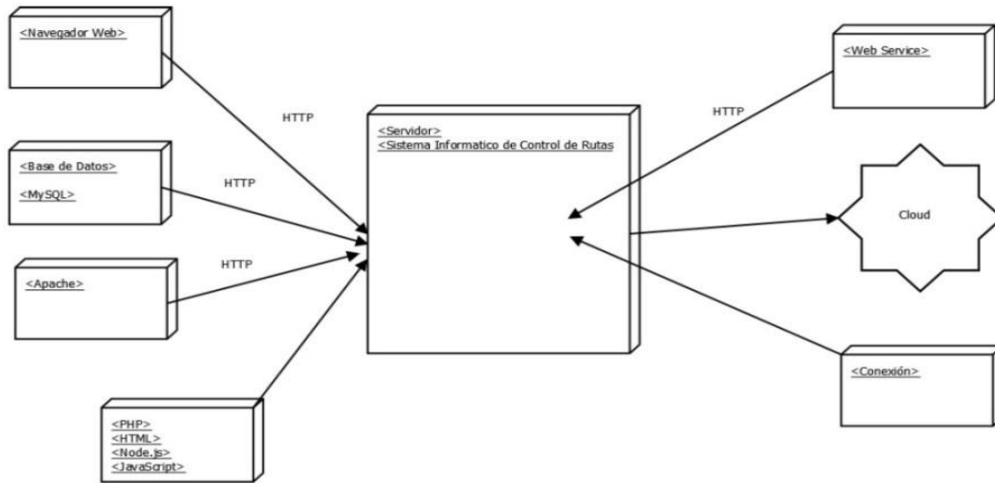 <Navegador Web>
HTTP
<Base de Datos>
<MySQL>
HTTP
<Apache>
HTTP
<PHP>
<HTML>
<Node.js>
<JavaScript>
<Servidor>
<Sistema Informatico de Control de Rutas
HTTP
<Web Service>
Cloud
<Conexión>